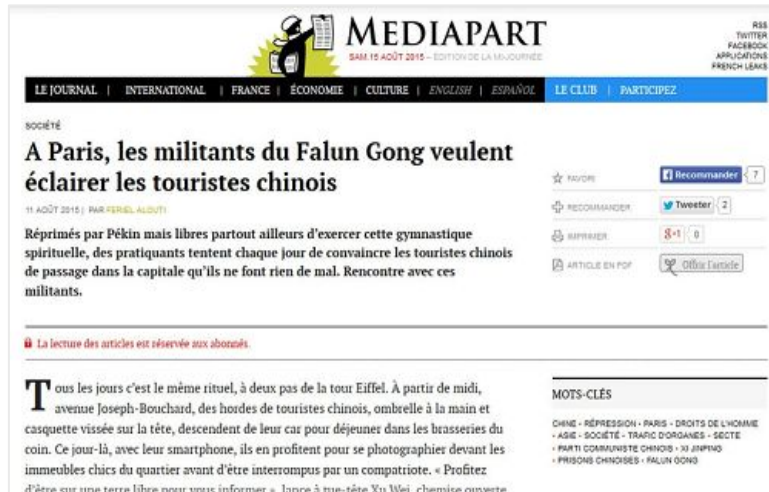 MEDIAPART
SAM. 15 AOÛT 2015 – ÉDITION DE LA MI-JOURNÉE
RSS
TWITTER
FACEBOOK
APPLICATIONS
FRENCH LEAKS
LE JOURNAL | INTERNATIONAL | FRANCE | ÉCONOMIE | CULTURE | ENGLISH | ESPAÑOL LE CLUB | PARTICIPEZ
SOCIÉTÉ
A Paris, les militants du Falun Gong veulent
éclairer les touristes chinois
11 AOÛT 2015 | PAR FERIEL ALOUTI
Réprimés par Pékin mais libres partout ailleurs d'exercer cette gymnastique
spirituelle, des pratiquants tentent chaque jour de convaincre les touristes chinois
de passage dans la capitale qu'ils ne font rien de mal. Rencontre avec ces
militants.
FAVORI
Recommander 7
RECOMMANDER
Tweeter 2
IMPRIMER
g+1 0
ARTICLE EN PDF
Offrir l'article
La lecture des articles est réservée aux abonnés.
Tous les jours c'est le même rituel, à deux pas de la tour Eiffel. À partir de midi,
avenue Joseph-Bouchard, des hordes de touristes chinois, ombrelle à la main et
casquette vissée sur la tête, descendent de leur car pour déjeuner dans les brasseries du
coin. Ce jour-là, avec leur smartphone, ils en profitent pour se photographier devant les
immeubles chics du quartier avant d'être interrompus par un compatriote. « Profitez
d'être sur une terre libre pour vous informer », lance à tue-tête Xu Wei, chemise ouverte
MOTS-CLÉS
CHINE - RÉPRESSION - PARIS - DROITS DE L'HOMME
- ASIE - SOCIÉTÉ - TRAFIC D'ORGANES - SECTE
- PARTI COMMUNISTE CHINOIS - XI JINPING
- PRISONS CHINOISES - FALUN GONG